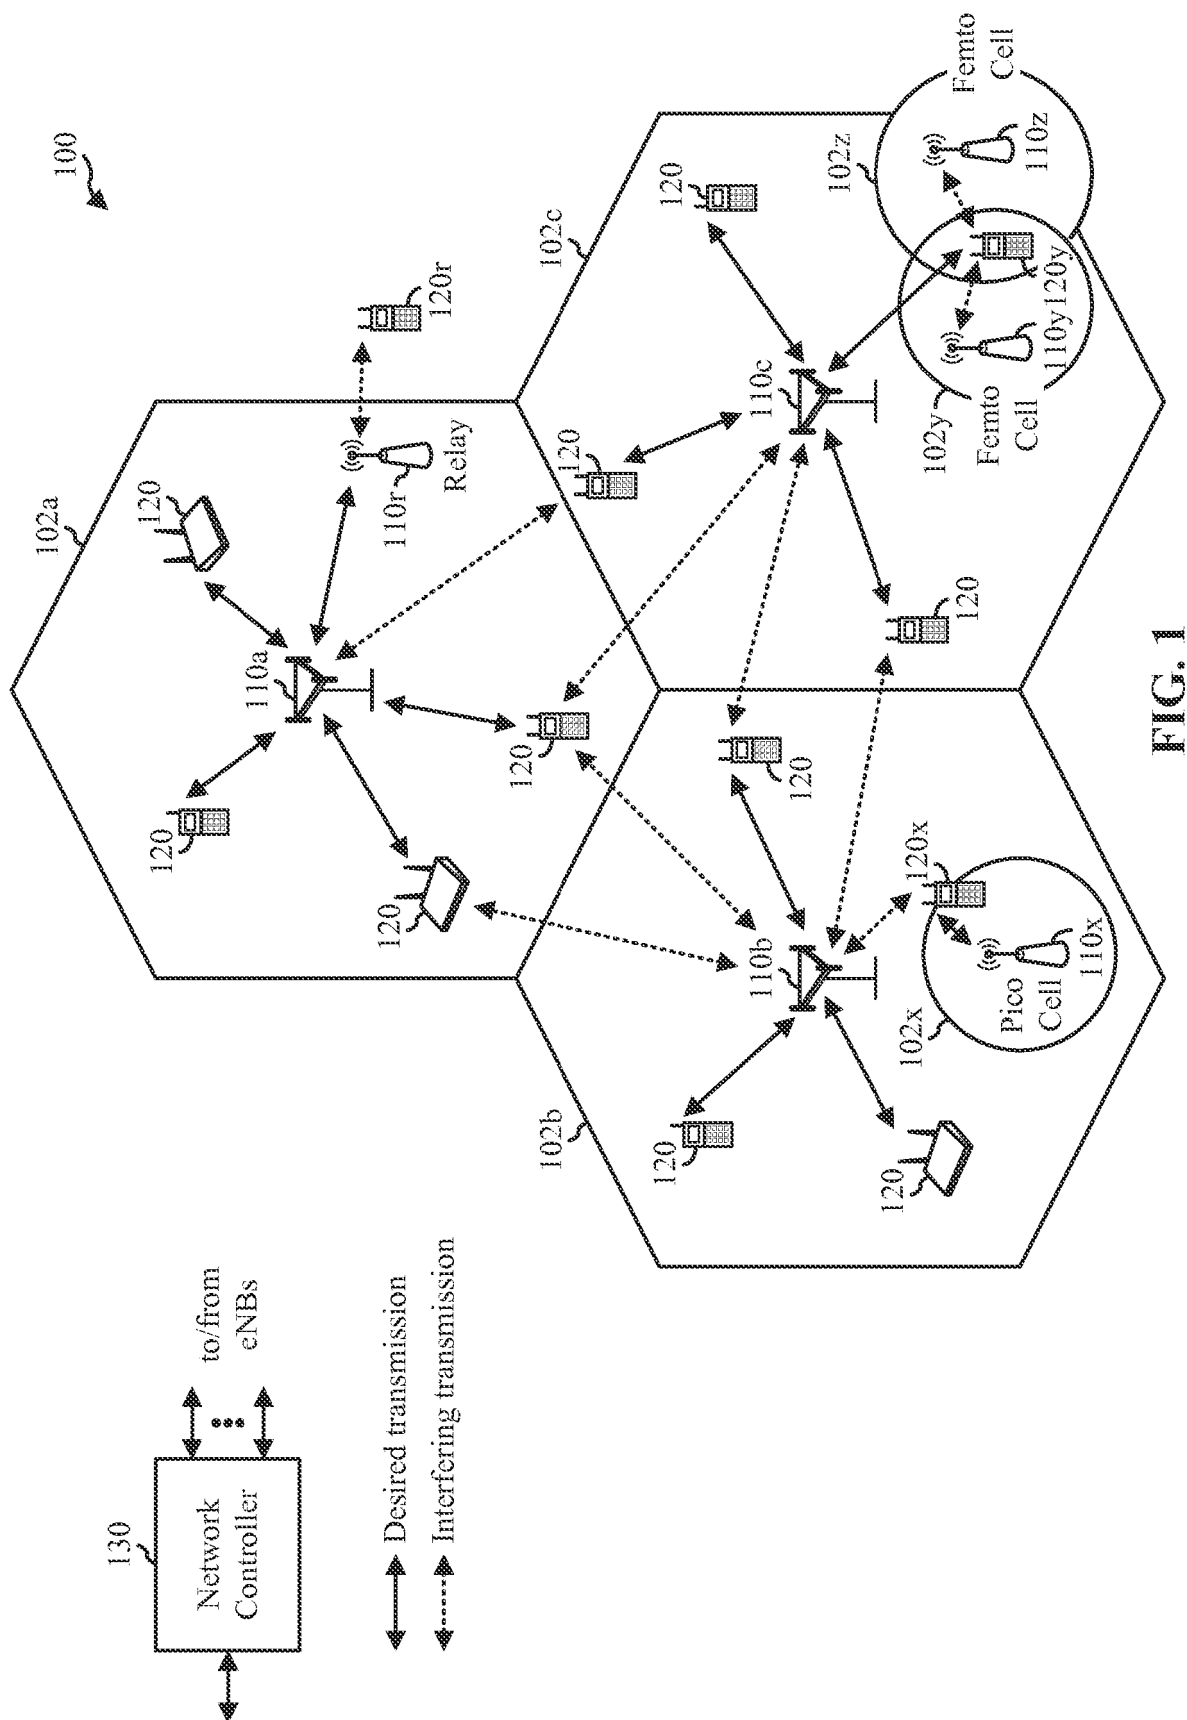 100
130
Network
Controller
to/from
eNBs
Desired transmission
Interfering transmission
102a
120
120
110a
120
110r
Relay
120r
120
102b
120
110b
120
120
102x
Pico
Cell
110x
120x
102c
120
120
110c
120
102y
Femto
Cell
110y
120y
102z
110z
Femto
Cell
FIG. 1